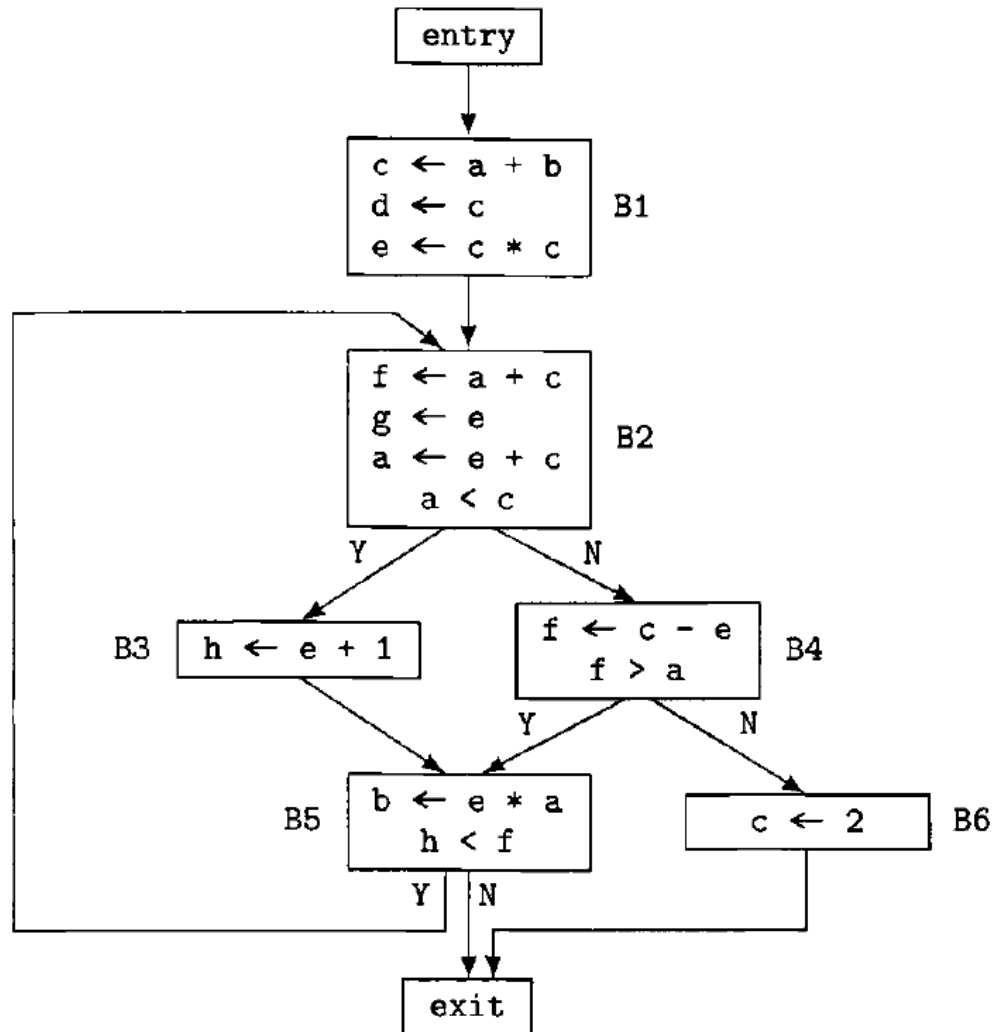 entry
c ← a + b
d ← c
e ← c * c
B1
f ← a + c
g ← e
a ← e + c
a < c
B2
Y
N
B3
h ← e + 1
f ← c - e
f > a
B4
Y
N
B5
b ← e * a
h < f
c ← 2
B6
Y
N
exit